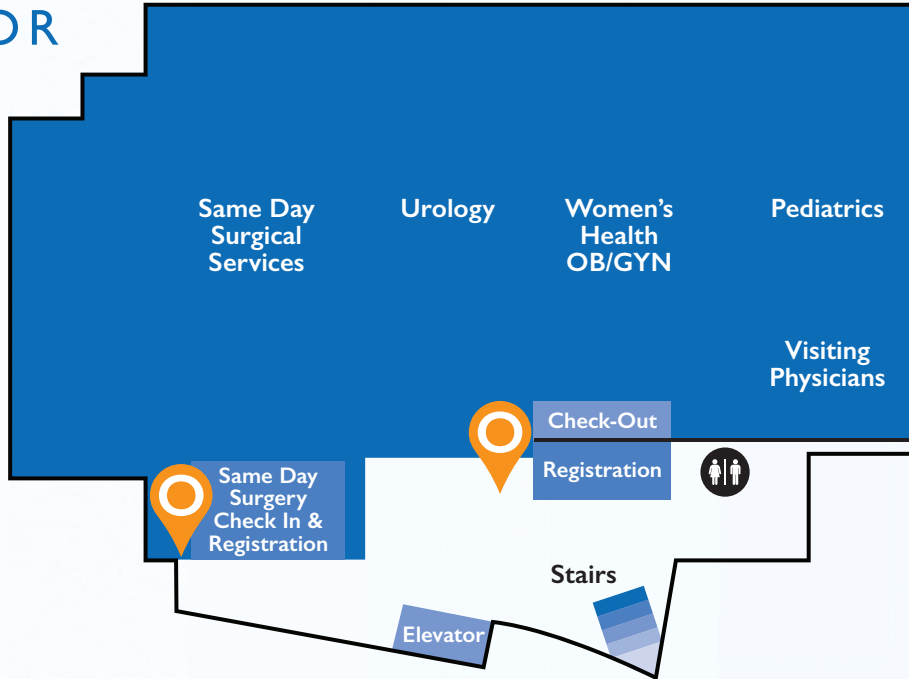 OR
Same Day
Surgical
Services
Urology
Women's
Health
OB/GYN
Pediatrics
Visiting
Physicians
Check-Out
Registration
Same Day
Surgery
Check In &
Registration
Stairs
Elevator